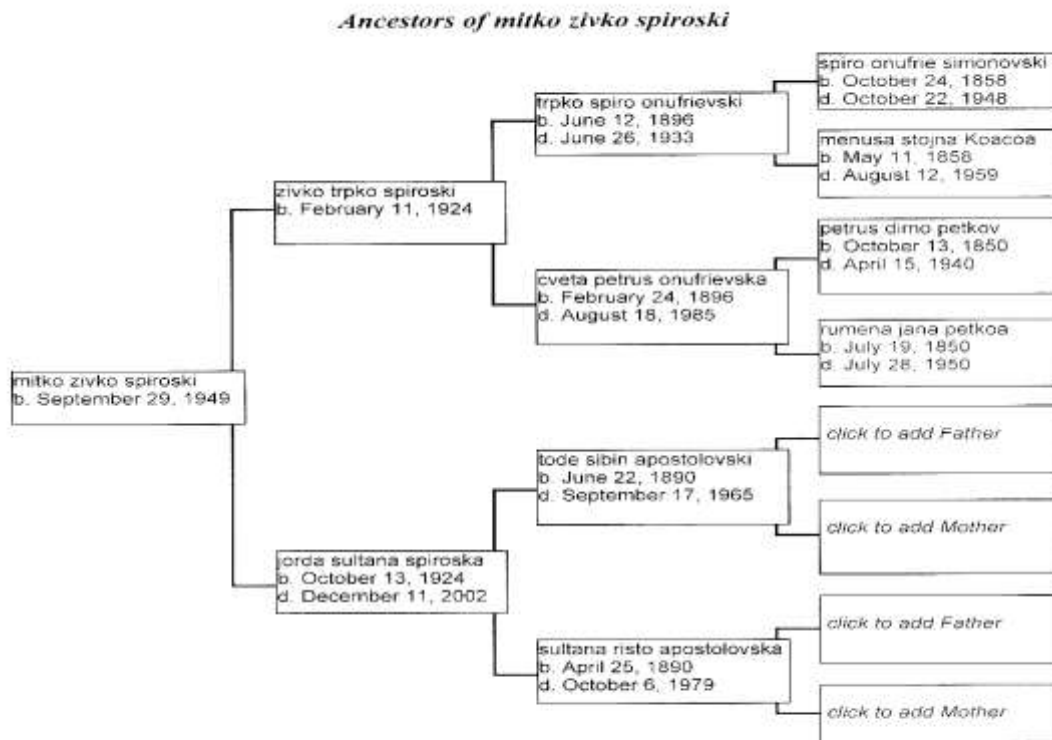 Ancestors of mitko zivko spiroski
spiro onufrie simonovski
b. October 24, 1858
d. October 22, 1948
trpko spiro onufrievski
b. June 12, 1896
d. June 26, 1933
menusa stojna Koacoa
b. May 11, 1858
d. August 12, 1959
zivko trpko spiroski
b. February 11, 1924
petrus dimo petkov
b. October 13, 1850
d. April 15, 1940
cveta petrus onufrievska
b. February 24, 1896
d. August 18, 1985
rumena jana petkoa
b. July 19, 1850
d. July 28, 1950
mitko zivko spiroski
b. September 29, 1949
click to add Father
tode sibin apostolovski
b. June 22, 1890
d. September 17, 1965
click to add Mother
jorda sultana spiroska
b. October 13, 1924
d. December 11, 2002
click to add Father
sultana risto apostolovska
b. April 25, 1890
d. October 6, 1979
click to add Mother